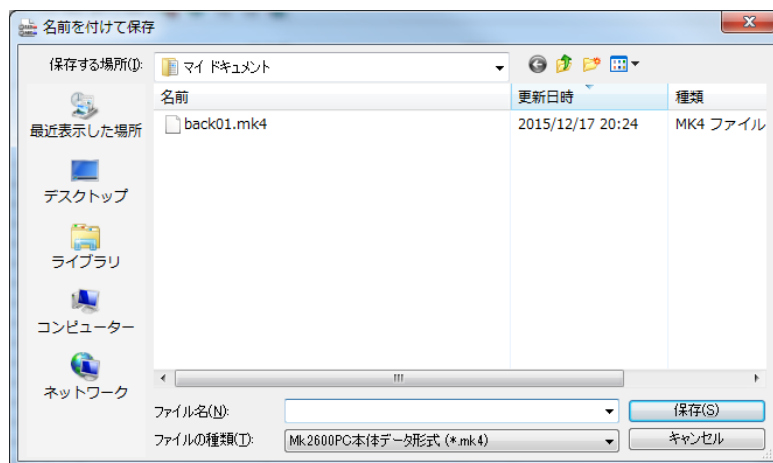 名前を付けて保存
保存する場所(I):
マイ ドキュメント
名前
更新日時
種類
back01.mk4
2015/12/17 20:24
MK4 ファイル
最近表示した場所
デスクトップ
ライブラリ
コンピューター
ネットワーク
ファイル名(N):
保存(S)
ファイルの種類(T):
Mk2600PC本体データ形式 (*.mk4)
キャンセル